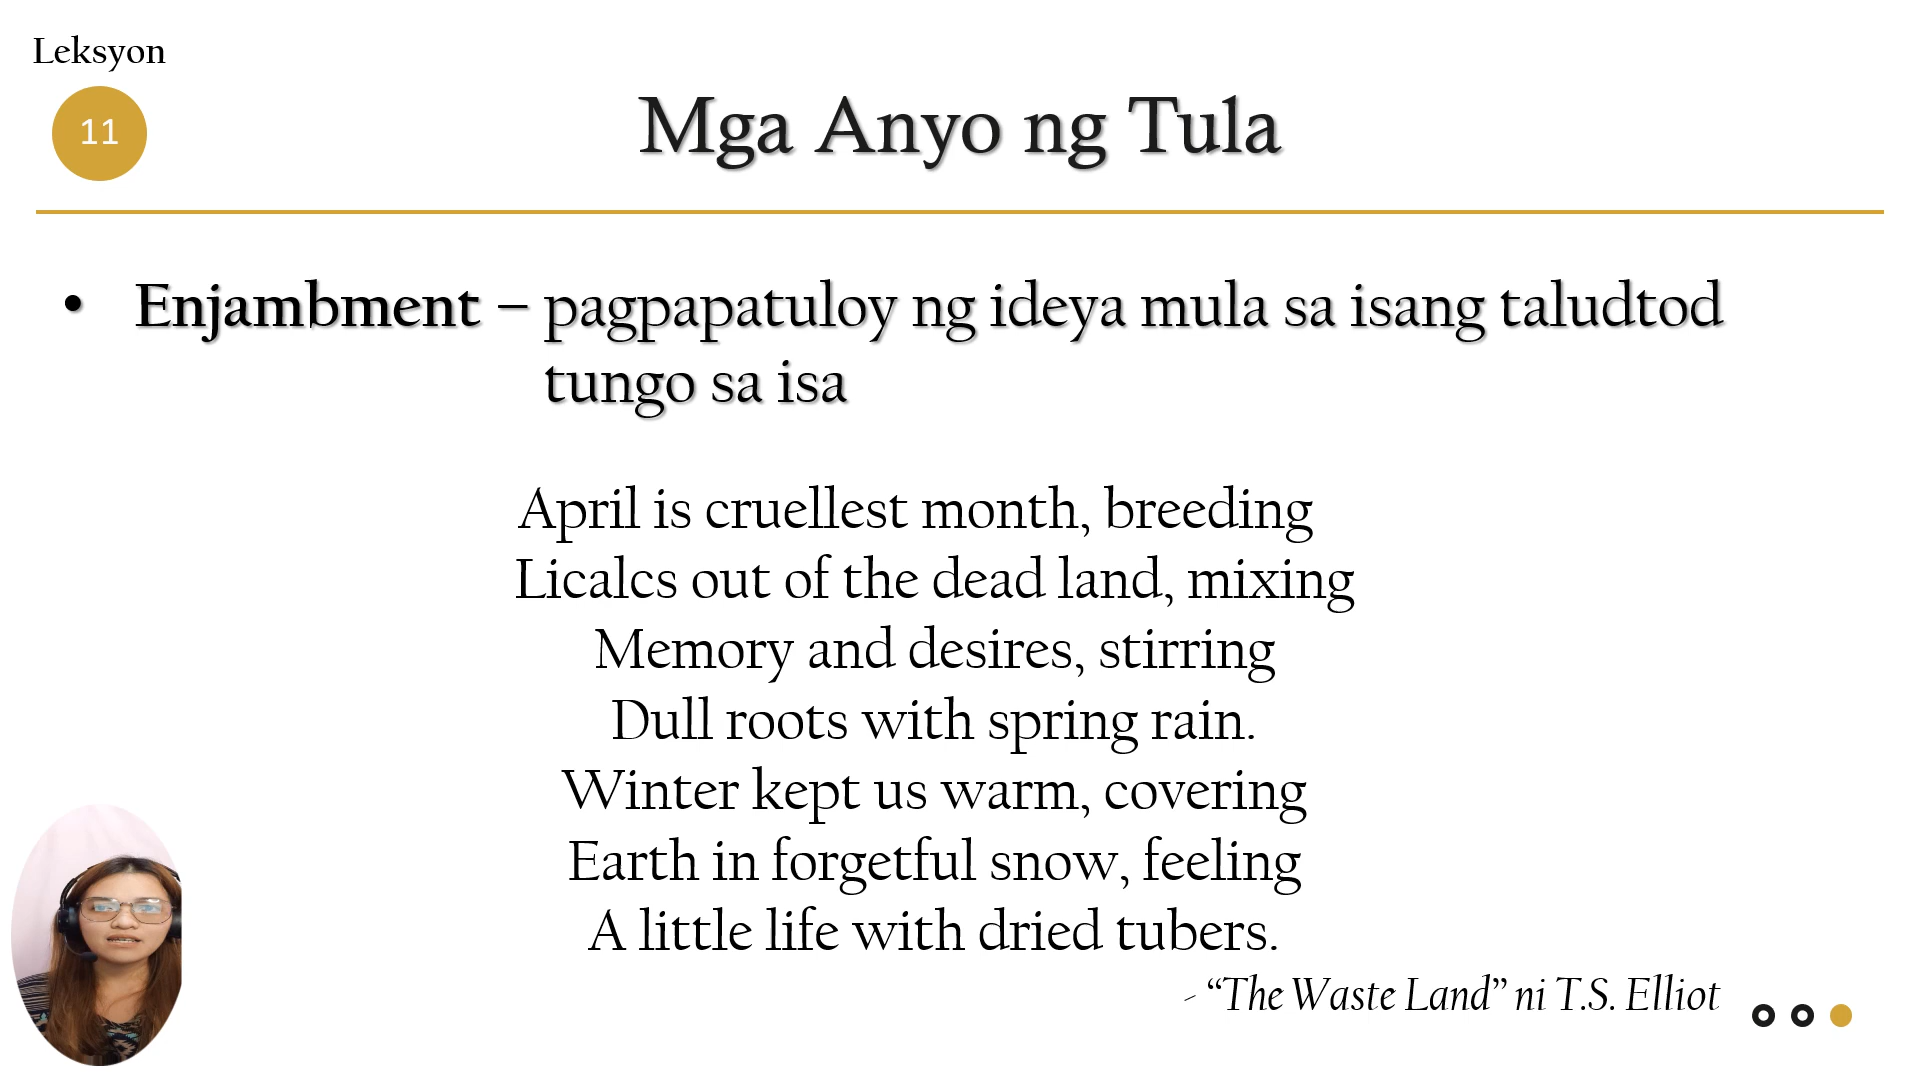 Leksyon
11
Mga Anyo ng Tula
• Enjambment – pagpapatuloy ng ideya mula sa isang taludtod
tungo sa isa
April is cruellest month, breeding
Licalcs out of the dead land, mixing
Memory and desires, stirring
Dull roots with spring rain.
Winter kept us warm, covering
Earth in forgetful snow, feeling
A little life with dried tubers.
- “The Waste Land” ni T.S. Elliot